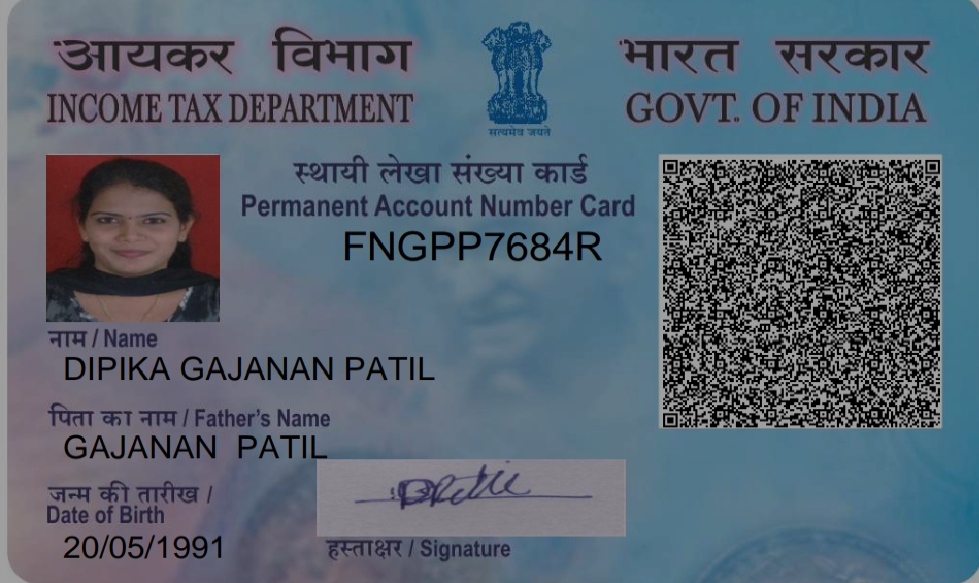 आयकर विभाग
INCOME TAX DEPARTMENT
सत्यमेव जयते
भारत सरकार
GOVT. OF INDIA
स्थायी लेखा संख्या कार्ड
Permanent Account Number Card
FNGPP7684R
नाम / Name
DIPIKA GAJANAN PATIL
पिता का नाम / Father's Name
GAJANAN PATIL
जन्म की तारीख /
Date of Birth
20/05/1991
हस्ताक्षर / Signature